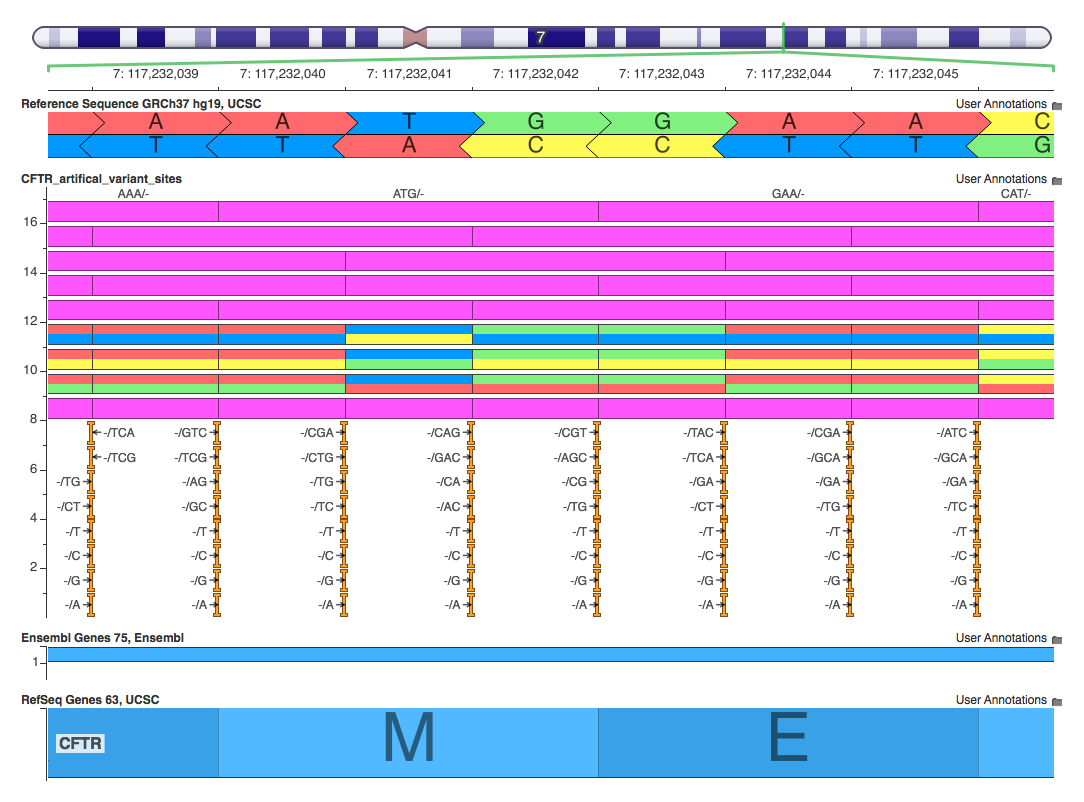 7
7: 117,232,039 7: 117,232,040 7: 117,232,041 7: 117,232,042 7: 117,232,043 7: 117,232,044 7: 117,232,045
Reference Sequence GRCh37 hg19, UCSC User Annotations
A A T G G A A C
T T A C C T T G
CFTR_artifical_variant_sites User Annotations
AAA/- ATG/- GAA/- CAT/-
16
14
12
10
8
-/TCA -/GTC -/CGA -/CAG -/CGT -/TAC -/CGA -/ATC
-/TCG -/TCG -/CTG -/GAC -/AGC -/TCA -/GCA -/GCA
6
-/TG -/AG -/TG -/CA -/CG -/GA -/GA -/GA
-/CT -/GC -/TC -/AC -/TG -/CT -/TG -/TC
4
-/T -/T -/T -/T -/T -/T -/T -/T
-/C -/C -/C -/C -/C -/C -/C -/C
2
-/G -/G -/G -/G -/G -/G -/G -/G
-/A -/A -/A -/A -/A -/A -/A -/A
Ensembl Genes 75, Ensembl User Annotations
1
RefSeq Genes 63, UCSC User Annotations
CFTR M E